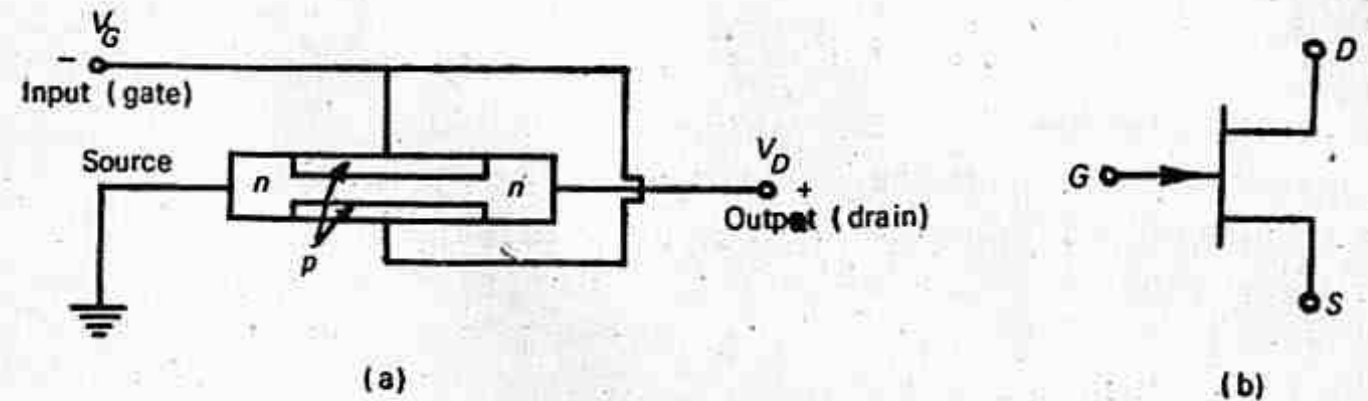 V_G
−
Input (gate)
Source
n
n
p
V_D
+
Output (drain)
(a)
D
G
S
(b)